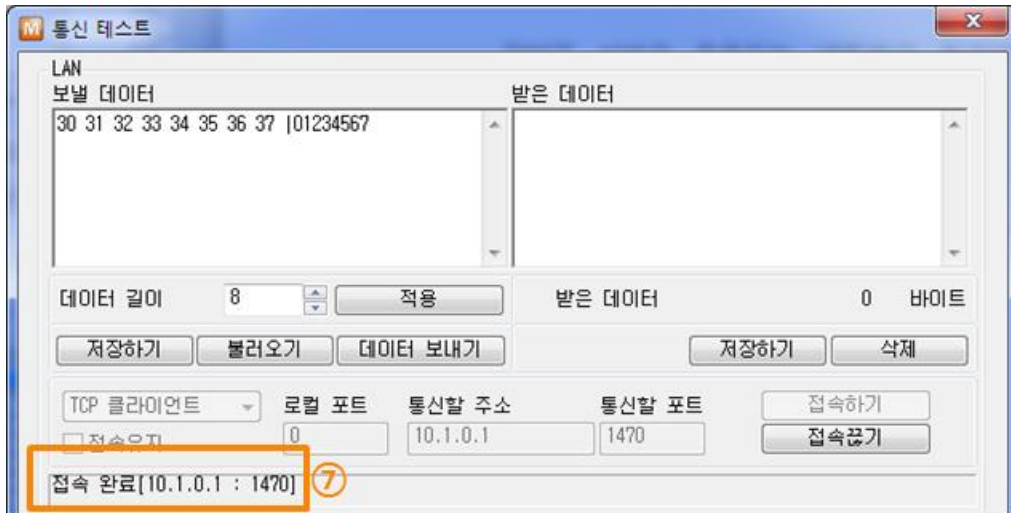 M 통신 테스트
LAN
보낼 데이터 받은 데이터
30 31 32 33 34 35 36 37 |01234567
데이터 길이 8 적용 받은 데이터 0 바이트
저장하기 불러오기 데이터 보내기 저장하기 삭제
TCP 클라이언트 로컬 포트 통신할 주소 통신할 포트 접속하기
접속유지 0 10.1.0.1 1470 접속끊기
접속 완료[10.1.0.1 : 1470] ⑦